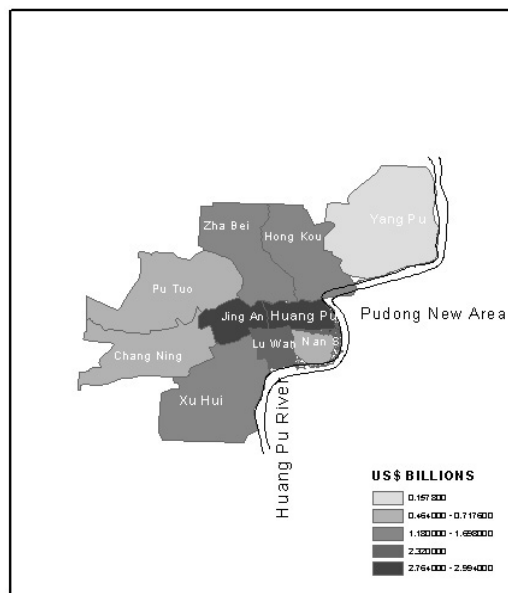 Yang Pu
Zha Bei
Hong Kou
Pu Tuo
Jing An
Huang Pu
Pudong New Area
Lu Wan
Nan S
Chang Ning
Xu Hui
Huang Pu River
US$ BILLIONS
0.157800
0.464000 - 0.717600
1.180000 - 1.698000
2.320000
2.764000 - 2.994000